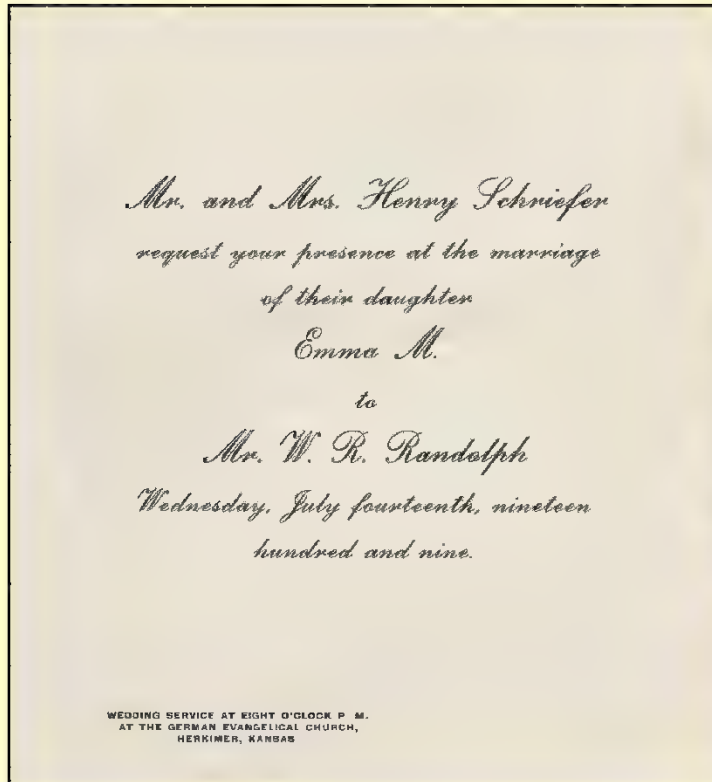 Mr. and Mrs. Henry Schriefer
request your presence at the marriage
of their daughter
Emma M.
to
Mr. W. R. Randolph
Wednesday, July fourteenth, nineteen
hundred and nine.
WEDDING SERVICE AT EIGHT O'CLOCK P. M.
AT THE GERMAN EVANGELICAL CHURCH,
HERKIMER, KANSAS